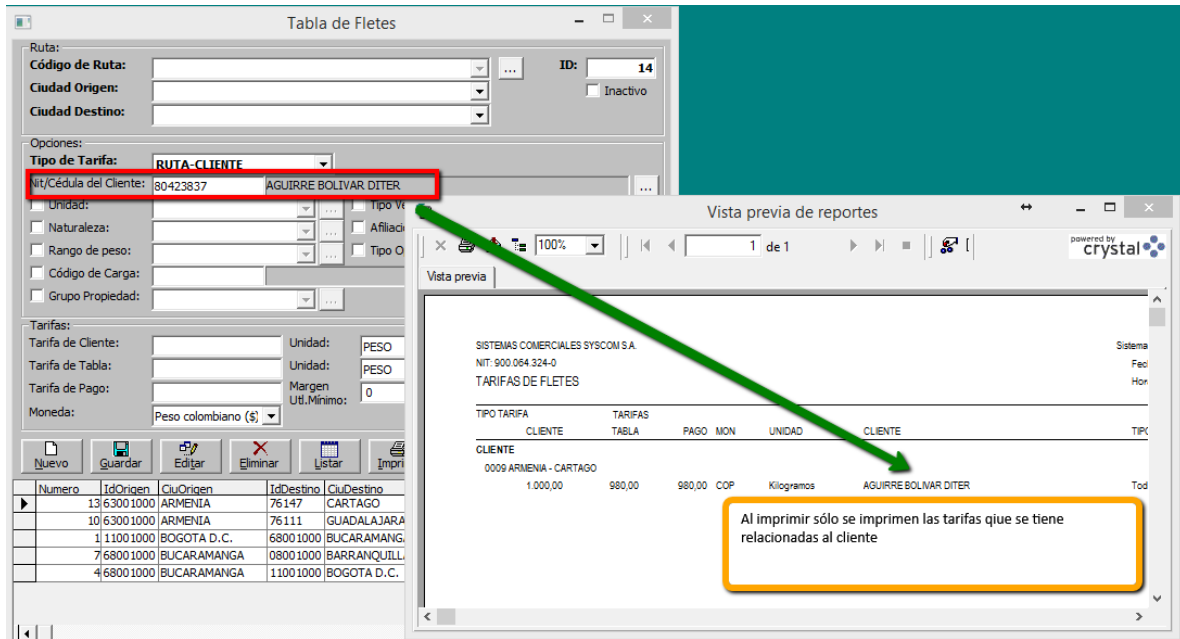 Tabla de Fletes
Ruta:
Código de Ruta:
...
ID:
14
Ciudad Origen:
Inactivo
Ciudad Destino:
Opciones:
Tipo de Tarifa:
RUTA-CLIENTE
Nit/Cédula del Cliente:
80423837
AGUIRRE BOLIVAR DITER
...
Unidad:
...
Tipo
Naturaleza:
...
Rango de peso:
...
Tipo
Código de Carga:
Grupo Propiedad:
...
Tarifas:
Tarifa de Cliente:
Unidad:
PESO
Tarifa de Tabla:
Unidad:
PESO
Tarifa de Pago:
Margen
Utl.Mínimo:
0
Moneda:
Peso colombiano ($)
Nuevo
Guardar
Editar
Eliminar
Listar
Impri
Numero IdOrigen CiuOrigen IdDestino CiuDestino
13 63001000 ARMENIA 76147 CARTAGO
10 63001000 ARMENIA 76111 GUADALAJARA
1 11001000 BOGOTA D.C. 68001000 BUCARAMANGA
7 68001000 BUCARAMANGA 08001000 BARRANQUILL
4 68001000 BUCARAMANGA 11001000 BOGOTA D.C.
Vista previa de reportes
100%
1 de 1
powered by
crystal
Vista previa
SISTEMAS COMERCIALES SYSCOM S.A. Sistema
NIT: 900.064.324-0
TARIFAS DE FLETES
TIPO TARIFA TARIFAS
CLIENTE TABLA PAGO MON UNIDAD CLIENTE
CLIENTE
0009 ARMENIA - CARTAGO
1.000,00 980,00 980,00 COP Kilogramos AGUIRRE BOLIVAR DITER Tod
Al imprimir sólo se imprimen las tarifas qiue se tiene
relacionadas al cliente